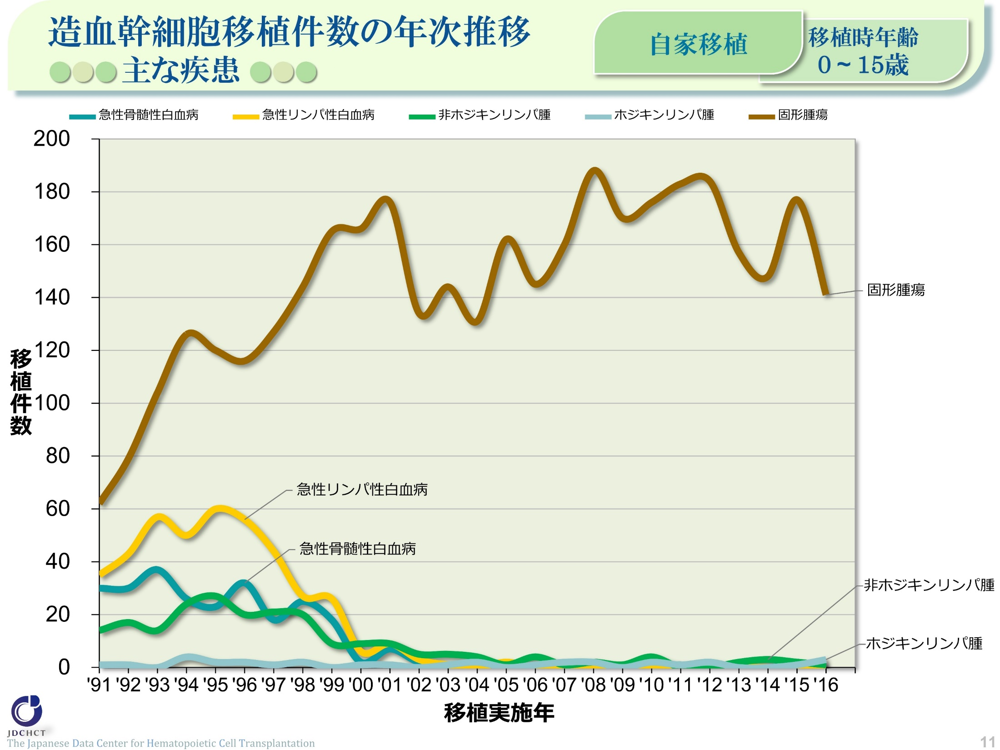 造血幹細胞移植件数の年次推移
主な疾患
自家移植
移植時年齢
0~15歳
急性骨髄性白血病
急性リンパ性白血病
非ホジキンリンパ腫
ホジキンリンパ腫
固形腫瘍
200
180
160
140
120
100
80
60
40
20
0
移植件数
固形腫瘍
急性リンパ性白血病
急性骨髄性白血病
非ホジキンリンパ腫
ホジキンリンパ腫
'91 '92 '93 '94 '95 '96 '97 '98 '99 '00 '01 '02 '03 '04 '05 '06 '07 '08 '09 '10 '11 '12 '13 '14 '15 '16
移植実施年
JDCHCT
The Japanese Data Center for Hematopoietic Cell Transplantation
11